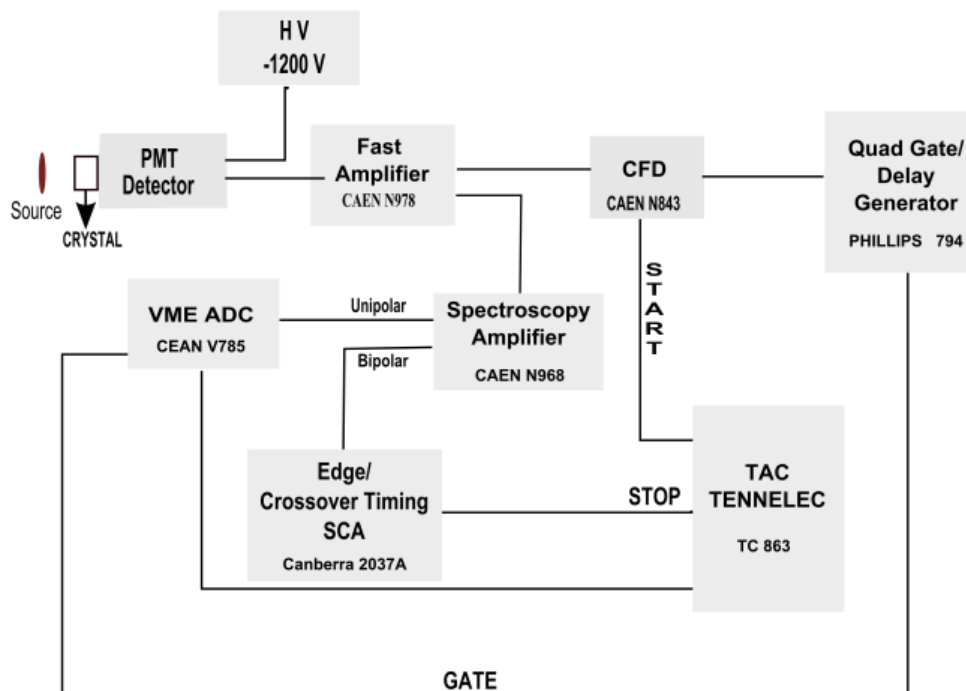 H V
-1200 V
PMT
Detector
Source
CRYSTAL
Fast
Amplifier
CAEN N978
CFD
CAEN N843
Quad Gate/
Delay
Generator
PHILLIPS 794
START
VME ADC
CEAN V785
Unipolar
Bipolar
Spectroscopy
Amplifier
CAEN N968
Edge/
Crossover Timing
SCA
Canberra 2037A
STOP
TAC
TENNELEC
TC 863
GATE